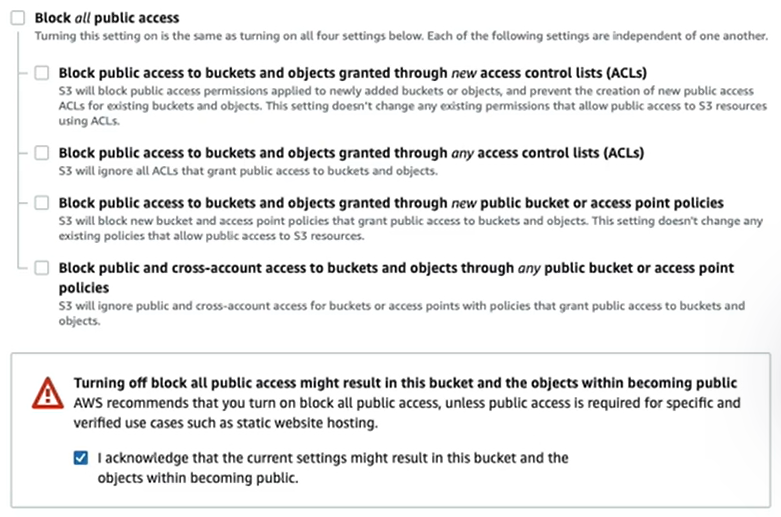 Block all public access
Turning this setting on is the same as turning on all four settings below. Each of the following settings are independent of one another.
Block public access to buckets and objects granted through new access control lists (ACLs)
S3 will block public access permissions applied to newly added buckets or objects, and prevent the creation of new public access
ACLs for existing buckets and objects. This setting doesn't change any existing permissions that allow public access to S3 resources
using ACLs.
Block public access to buckets and objects granted through any access control lists (ACLs)
S3 will ignore all ACLs that grant public access to buckets and objects.
Block public access to buckets and objects granted through new public bucket or access point policies
S3 will block new bucket and access point policies that grant public access to buckets and objects. This setting doesn't change any
existing policies that allow public access to S3 resources.
Block public and cross-account access to buckets and objects through any public bucket or access point
policies
S3 will ignore public and cross-account access for buckets or access points with policies that grant public access to buckets and
objects.
Turning off block all public access might result in this bucket and the objects within becoming public
AWS recommends that you turn on block all public access, unless public access is required for specific and
verified use cases such as static website hosting.
I acknowledge that the current settings might result in this bucket and the
objects within becoming public.